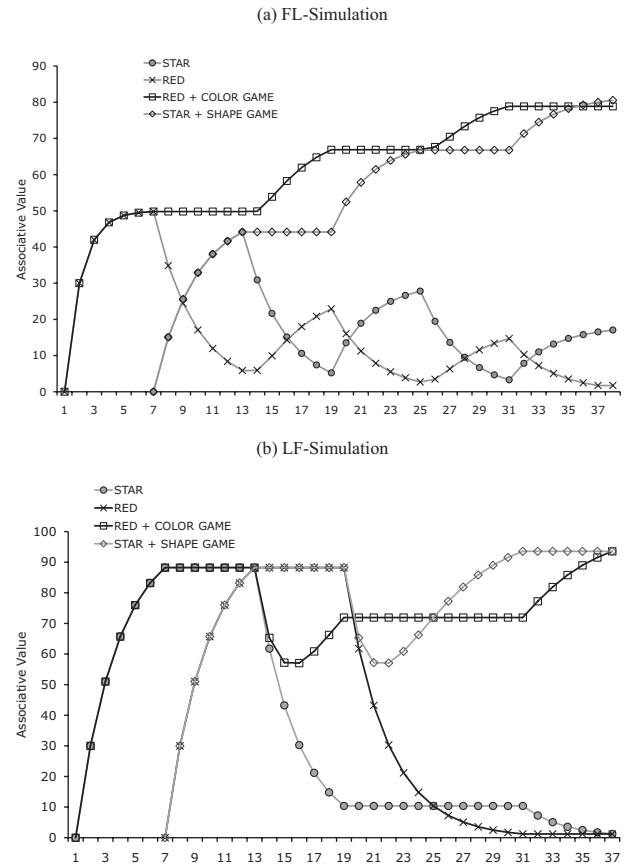 (a) FL-Simulation
90
80
70
60
50
40
30
20
10
0
Associative Value
STAR
RED
RED + COLOR GAME
STAR + SHAPE GAME
1 3 5 7 9 11 13 15 17 19 21 23 25 27 29 31 33 35 37
(b) LF-Simulation
100
90
80
70
60
50
40
30
20
10
0
Associative Value
STAR
RED
RED + COLOR GAME
STAR + SHAPE GAME
1 3 5 7 9 11 13 15 17 19 21 23 25 27 29 31 33 35 37